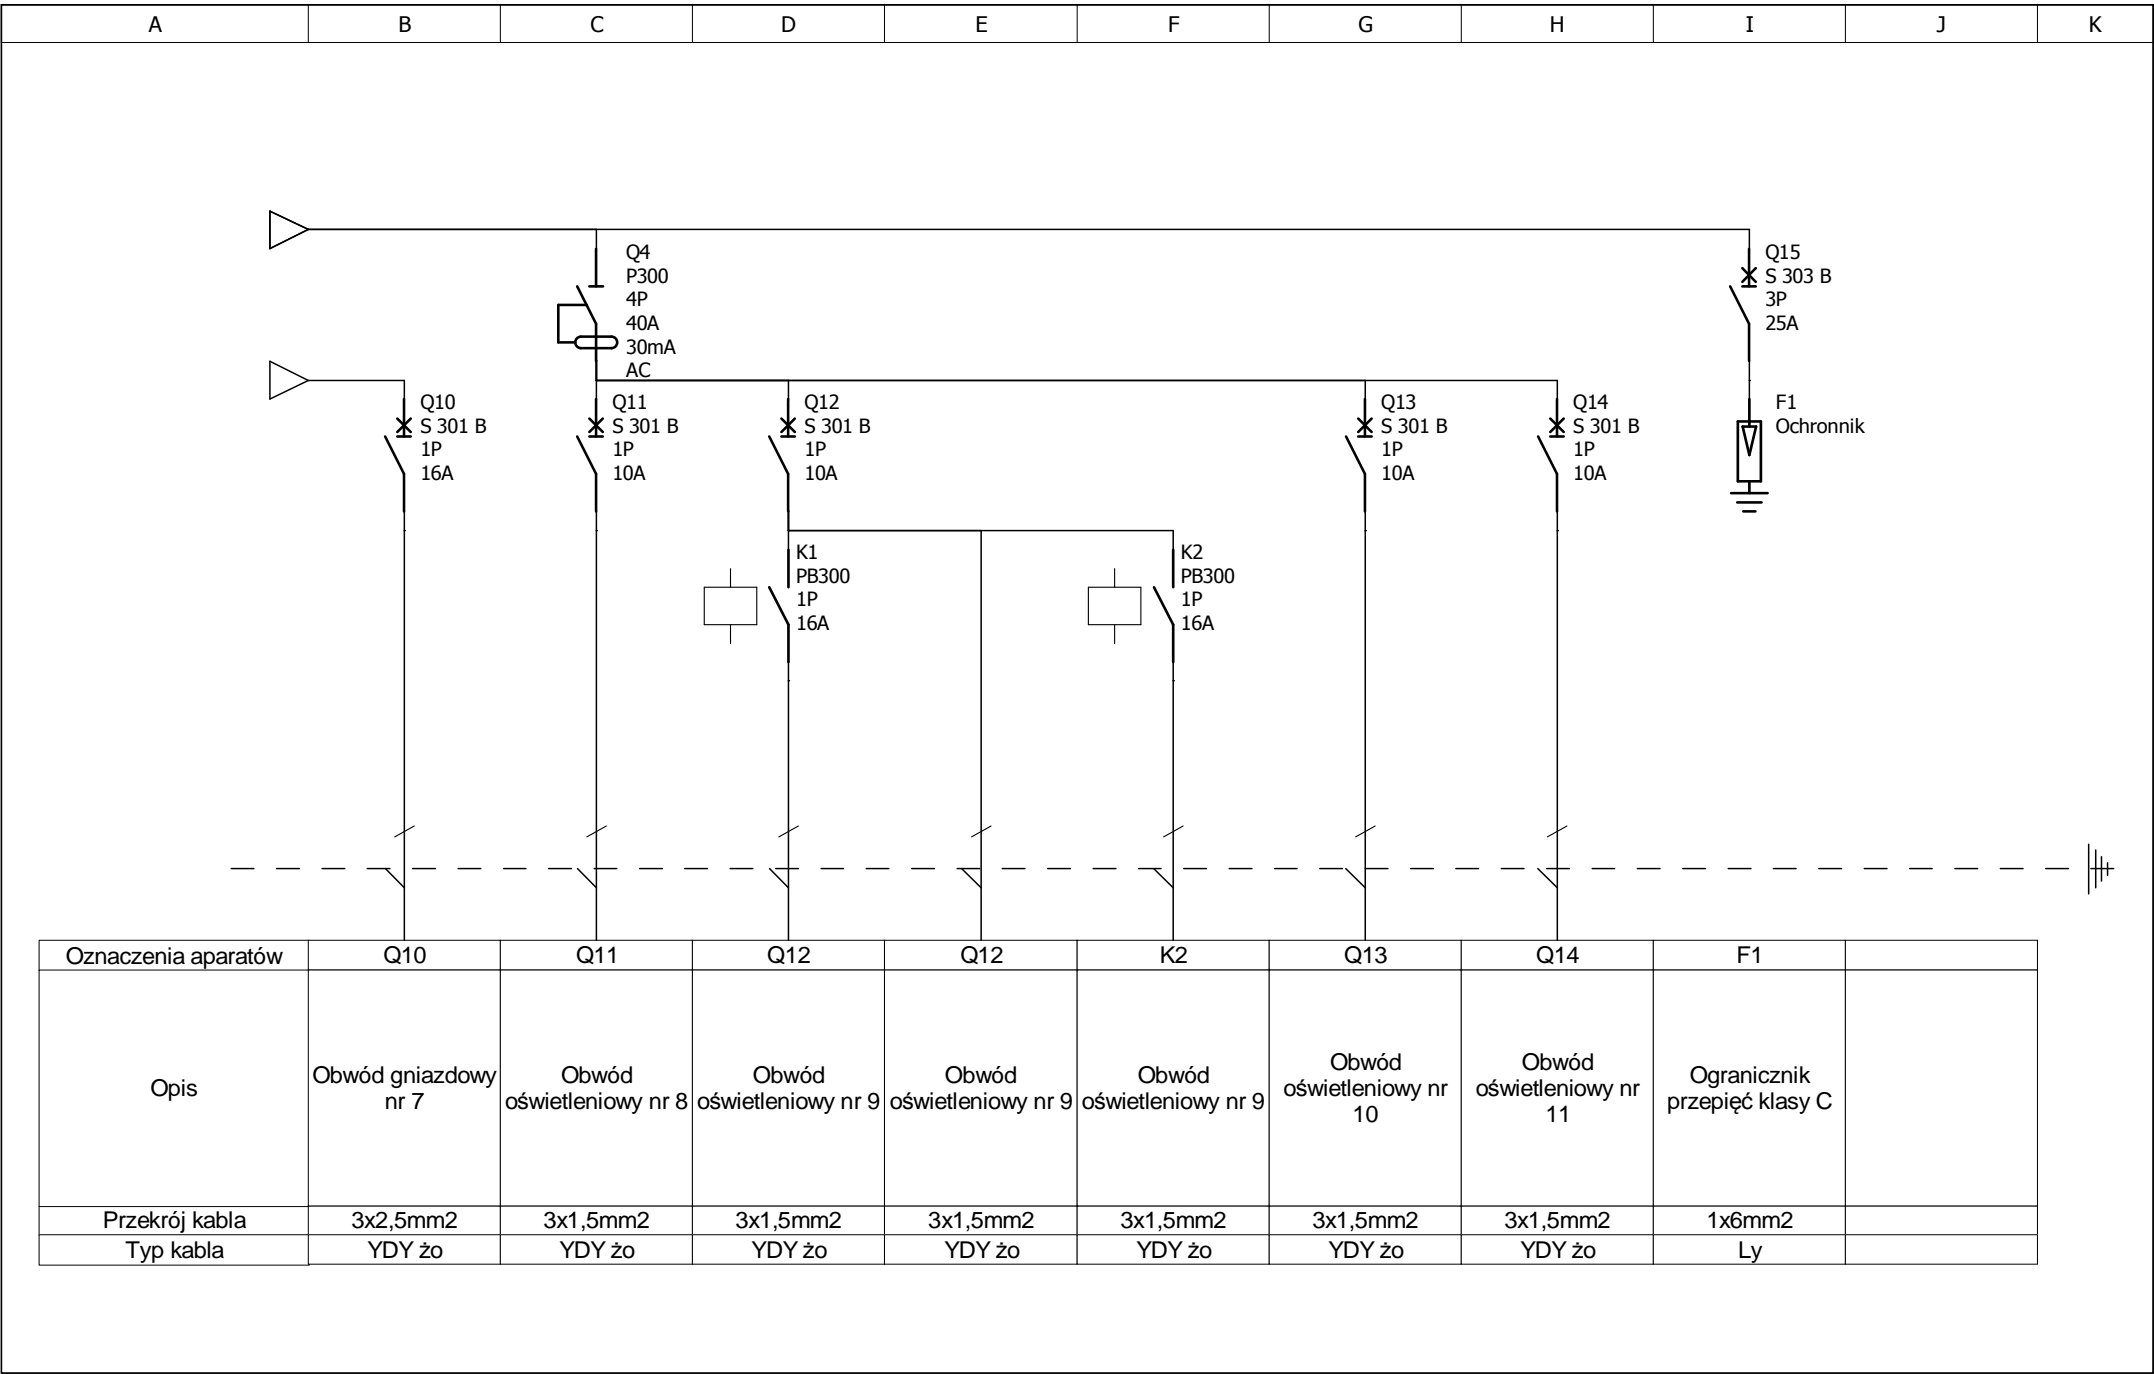 A B C D E F G H I J K
Q4
P300
4P
40A
30mA
AC
Q15
S 303 B
3P
25A
Q10
S 301 B
1P
16A
Q11
S 301 B
1P
10A
Q12
S 301 B
1P
10A
Q13
S 301 B
1P
10A
Q14
S 301 B
1P
10A
F1
Ochronnik
K1
PB300
1P
16A
K2
PB300
1P
16A
Oznaczenia aparatów Q10 Q11 Q12 Q12 K2 Q13 Q14 F1
Opis
Obwód gniazdowy
nr 7
Obwód
oświetleniowy nr 8
Obwód
oświetleniowy nr 9
Obwód
oświetleniowy nr 9
Obwód
oświetleniowy nr 9
Obwód
oświetleniowy nr
10
Obwód
oświetleniowy nr
11
Ogranicznik
przepięć klasy C
Przekrój kabla 3x2,5mm2 3x1,5mm2 3x1,5mm2 3x1,5mm2 3x1,5mm2 3x1,5mm2 3x1,5mm2 1x6mm2
Typ kabla YDY żo YDY żo YDY żo YDY żo YDY żo YDY żo YDY żo Ly